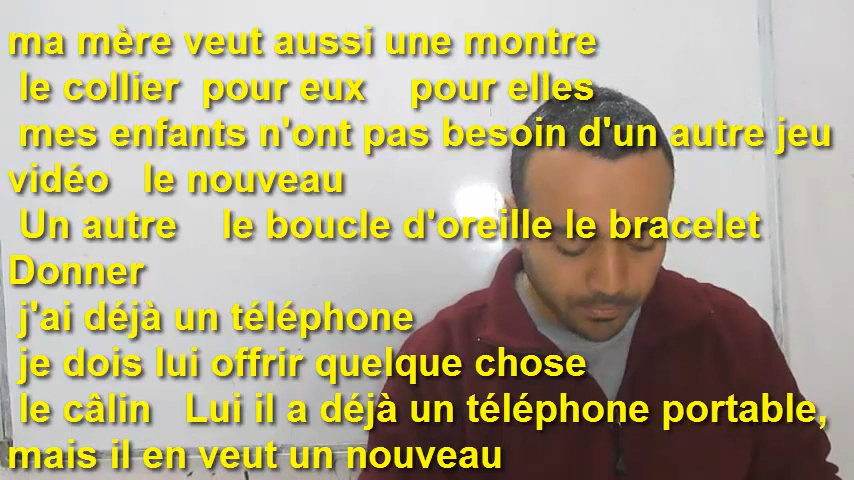 ma mère veut aussi une montre
le collier pour eux pour elles
mes enfants n'ont pas besoin d'un autre jeu
vidéo le nouveau
Un autre le boucle d'oreille le bracelet
Donner
j'ai déjà un téléphone
je dois lui offrir quelque chose
le câlin Lui il a déjà un téléphone portable,
mais il en veut un nouveau